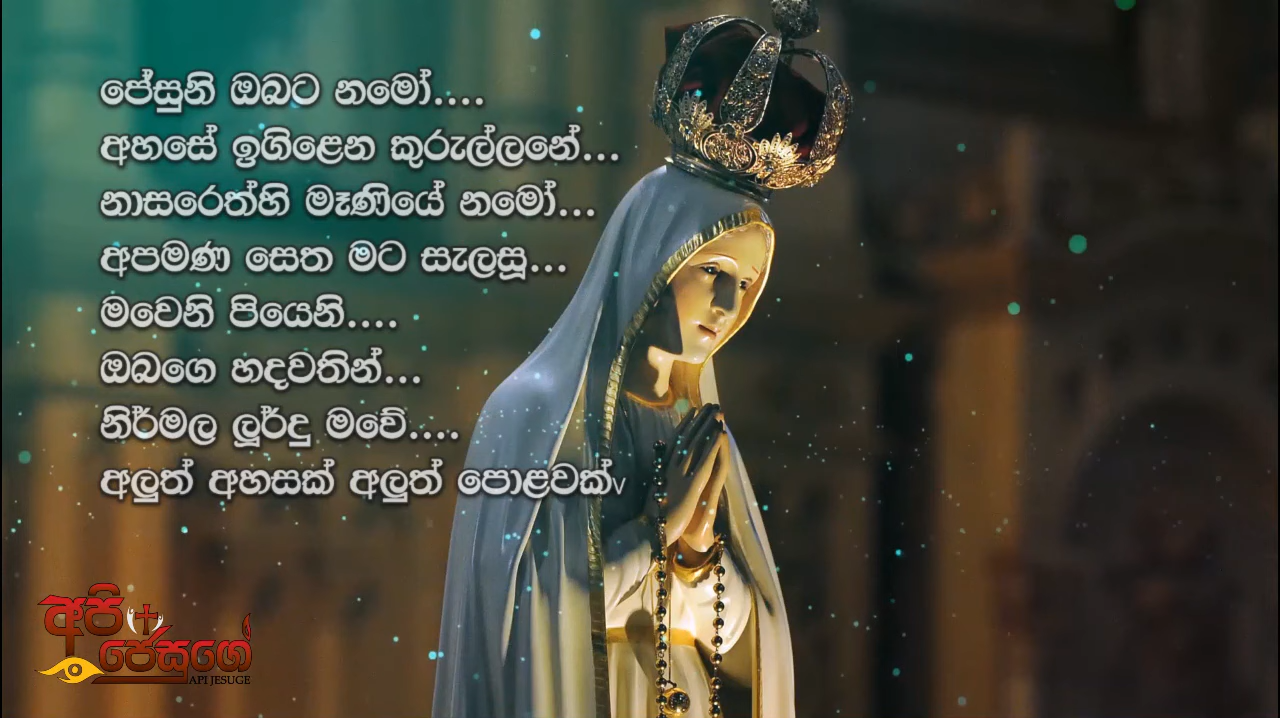 ජේසුනි ඔබට නමෝ....
අහසේ ඉගිළෙන කුරුල්ලනේ...
නාසරෙත්හි මෑණියේ නමෝ...
අපමණ සෙත මට සැලසූ...
මවෙනි පියෙනි....
ඔබගෙ හදවතින්...
නිර්මල ලූර්දු මවේ....
අලුත් අහසක් අලුත් පොළවක්v
අපි
ජේසුගේ
API JESUGE